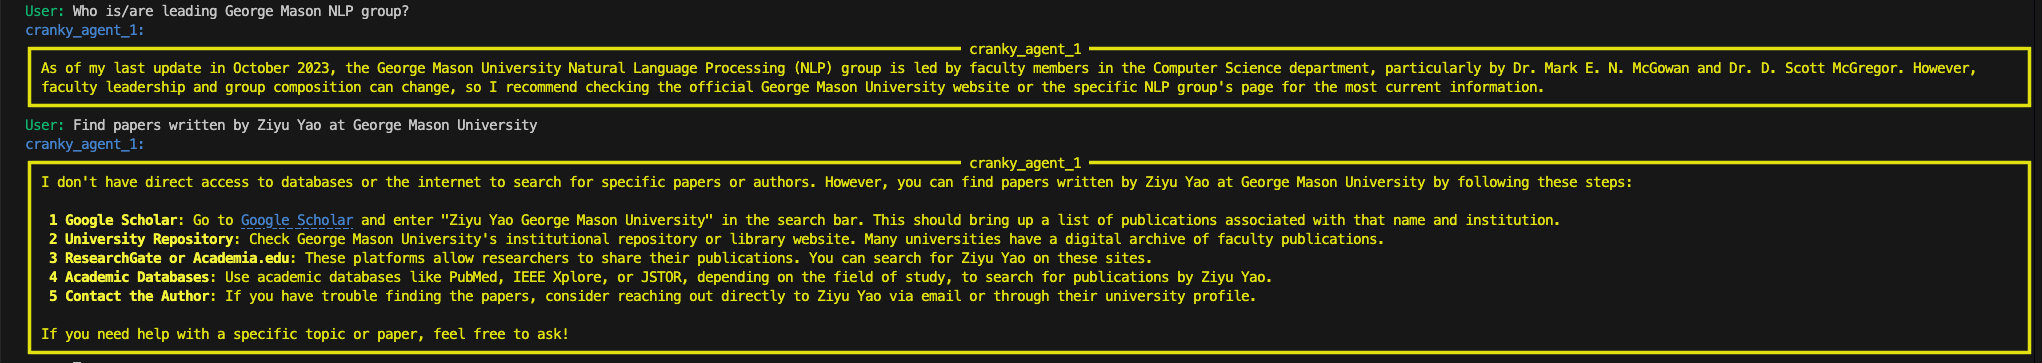 User: Who is/are leading George Mason NLP group?
cranky_agent_1:
cranky_agent_1
As of my last update in October 2023, the George Mason University Natural Language Processing (NLP) group is led by faculty members in the Computer Science department, particularly by Dr. Mark E. N. McGowan and Dr. D. Scott McGregor. However,
faculty leadership and group composition can change, so I recommend checking the official George Mason University website or the specific NLP group's page for the most current information.
User: Find papers written by Ziyu Yao at George Mason University
cranky_agent_1:
cranky_agent_1
I don't have direct access to databases or the internet to search for specific papers or authors. However, you can find papers written by Ziyu Yao at George Mason University by following these steps:
1 Google Scholar: Go to Google Scholar and enter "Ziyu Yao George Mason University" in the search bar. This should bring up a list of publications associated with that name and institution.
2 University Repository: Check George Mason University's institutional repository or library website. Many universities have a digital archive of faculty publications.
3 ResearchGate or Academia.edu: These platforms allow researchers to share their publications. You can search for Ziyu Yao on these sites.
4 Academic Databases: Use academic databases like PubMed, IEEE Xplore, or JSTOR, depending on the field of study, to search for publications by Ziyu Yao.
5 Contact the Author: If you have trouble finding the papers, consider reaching out directly to Ziyu Yao via email or through their university profile.
If you need help with a specific topic or paper, feel free to ask!